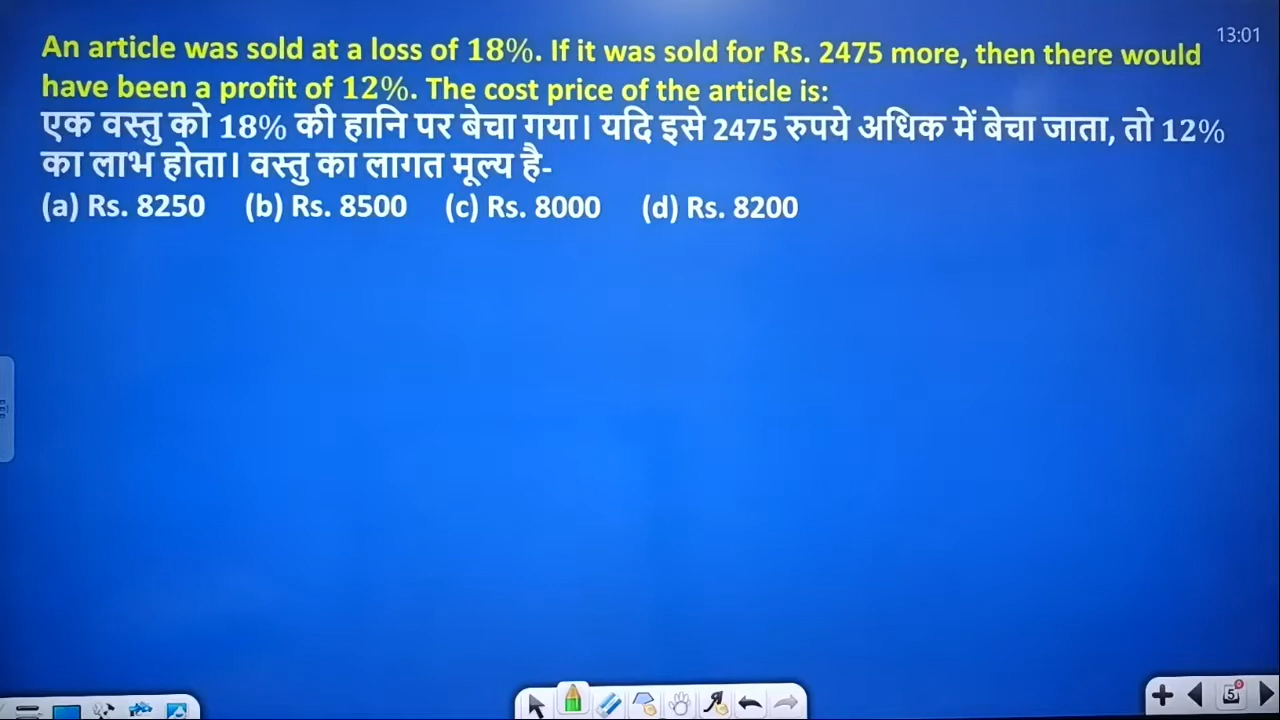 13:01
An article was sold at a loss of 18%. If it was sold for Rs. 2475 more, then there would
have been a profit of 12%. The cost price of the article is:
एक वस्तु को 18% की हानि पर बेचा गया। यदि इसे 2475 रुपये अधिक में बेचा जाता, तो 12%
का लाभ होता। वस्तु का लागत मूल्य है-
(a) Rs. 8250 (b) Rs. 8500 (c) Rs. 8000 (d) Rs. 8200
5